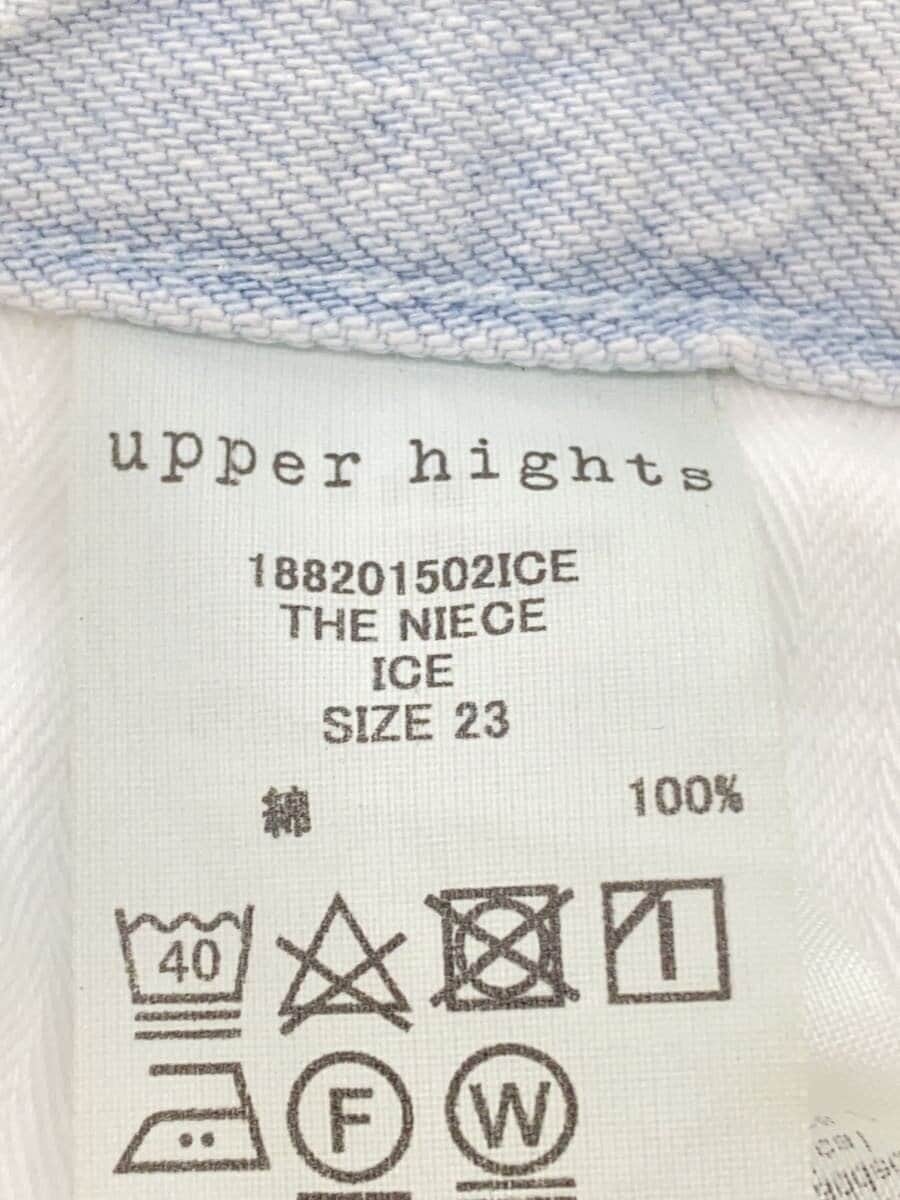 upper hights
188201502ICE
THE NIECE
ICE
SIZE 23
綿 100%
40
F W